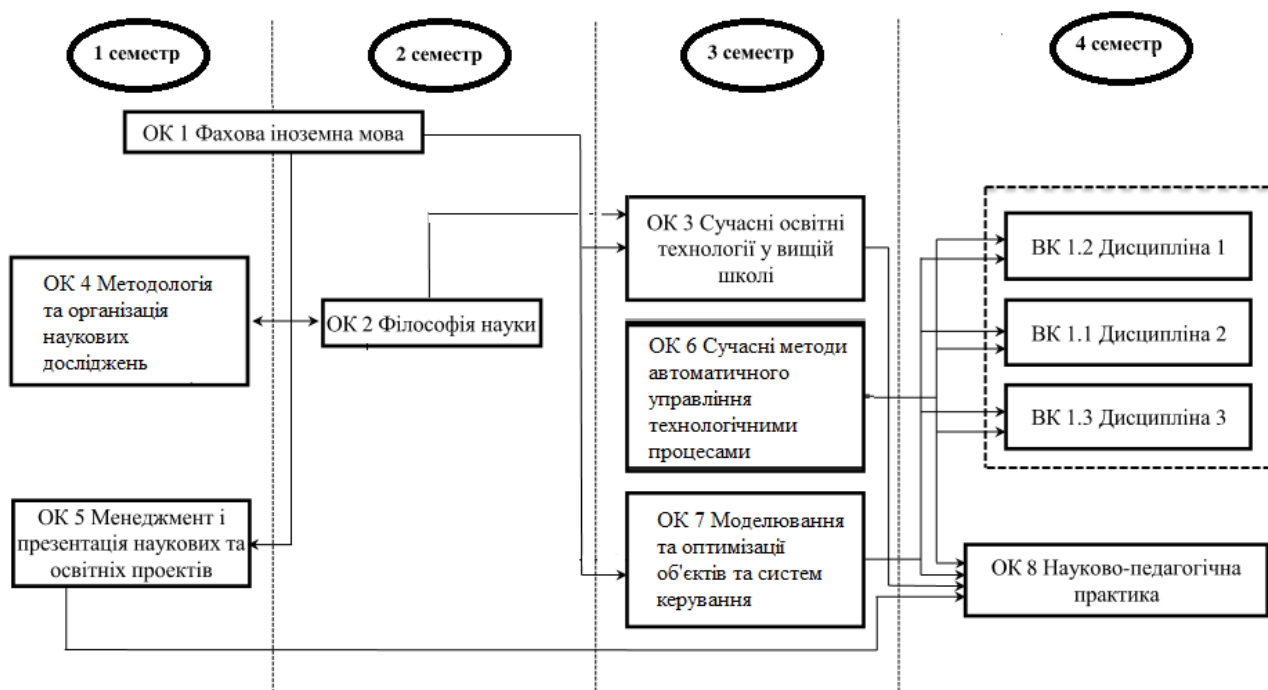 1 семестр
2 семестр
3 семестр
4 семестр
ОК 1 Фахова іноземна мова
ОК 4 Методологія
та організація
наукових
досліджень
ОК 5 Менеджмент і
презентація наукових та
освітніх проектів
ОК 2 Філософія науки
ОК 3 Сучасні освітні
технології у вищій
школі
ОК 6 Сучасні методи
автоматичного
управління
технологічними
процесами
ОК 7 Моделювання
та оптимізації
об'єктів та систем
керування
ВК 1.2 Дисципліна 1
ВК 1.1 Дисципліна 2
ВК 1.3 Дисципліна 3
ОК 8 Науково-педагогічна
практика